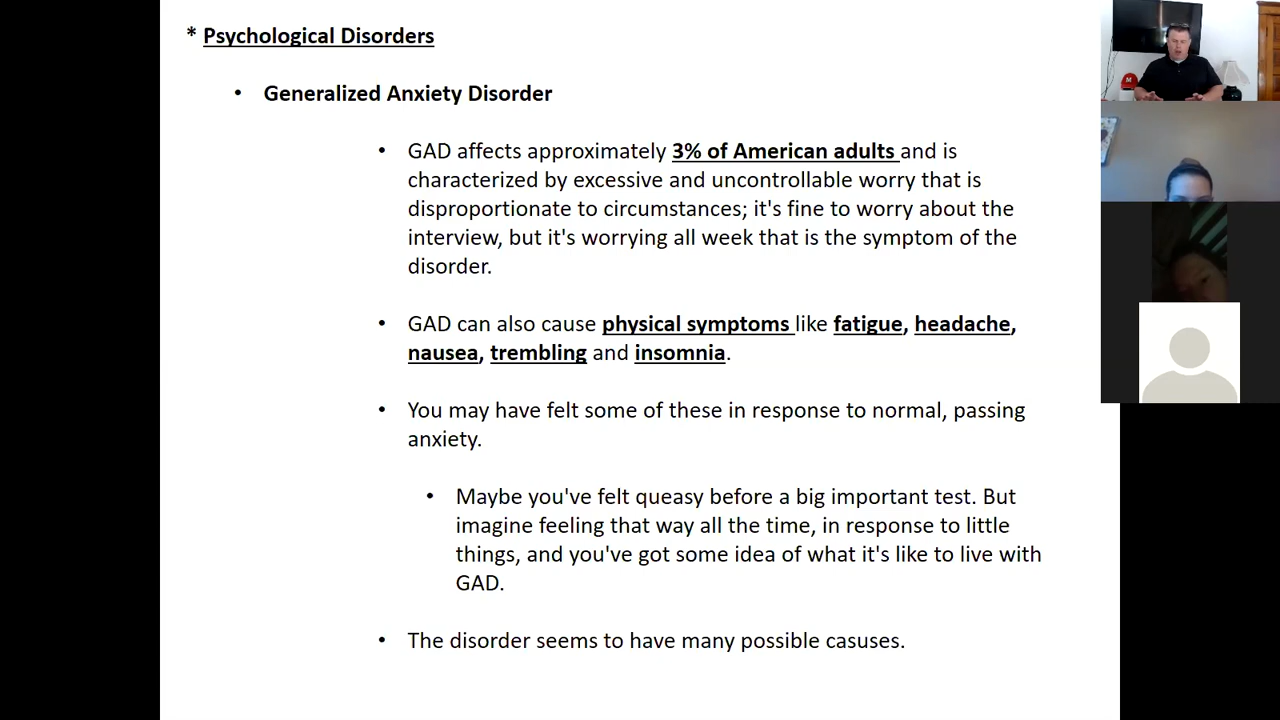 * Psychological Disorders
• Generalized Anxiety Disorder
• GAD affects approximately 3% of American adults and is
characterized by excessive and uncontrollable worry that is
disproportionate to circumstances; it's fine to worry about the
interview, but it's worrying all week that is the symptom of the
disorder.
• GAD can also cause physical symptoms like fatigue, headache,
nausea, trembling and insomnia.
• You may have felt some of these in response to normal, passing
anxiety.
• Maybe you've felt queasy before a big important test. But
imagine feeling that way all the time, in response to little
things, and you've got some idea of what it's like to live with
GAD.
• The disorder seems to have many possible casuses.
M